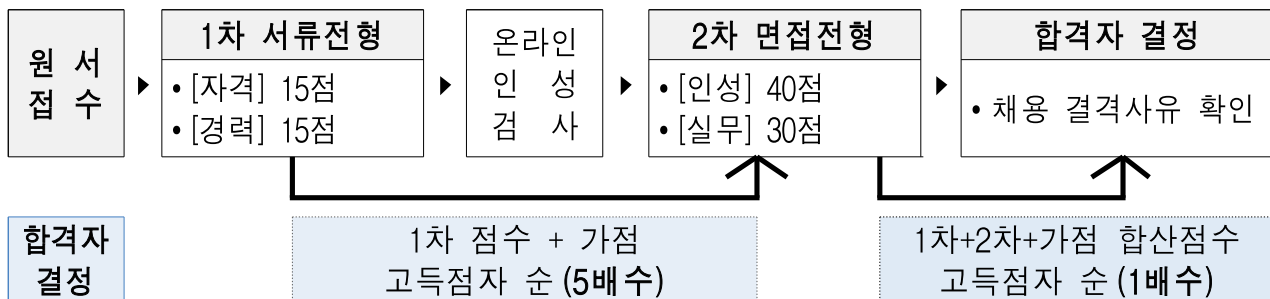 원 서
접 수
1차 서류전형
• [자격] 15점
• [경력] 15점
온라인
인 성
검 사
2차 면접전형
• [인성] 40점
• [실무] 30점
합격자 결정
• 채용 결격사유 확인
합격자
결정
1차 점수 + 가점
고득점자 순 (5배수)
1차+2차+가점 합산점수
고득점자 순 (1배수)